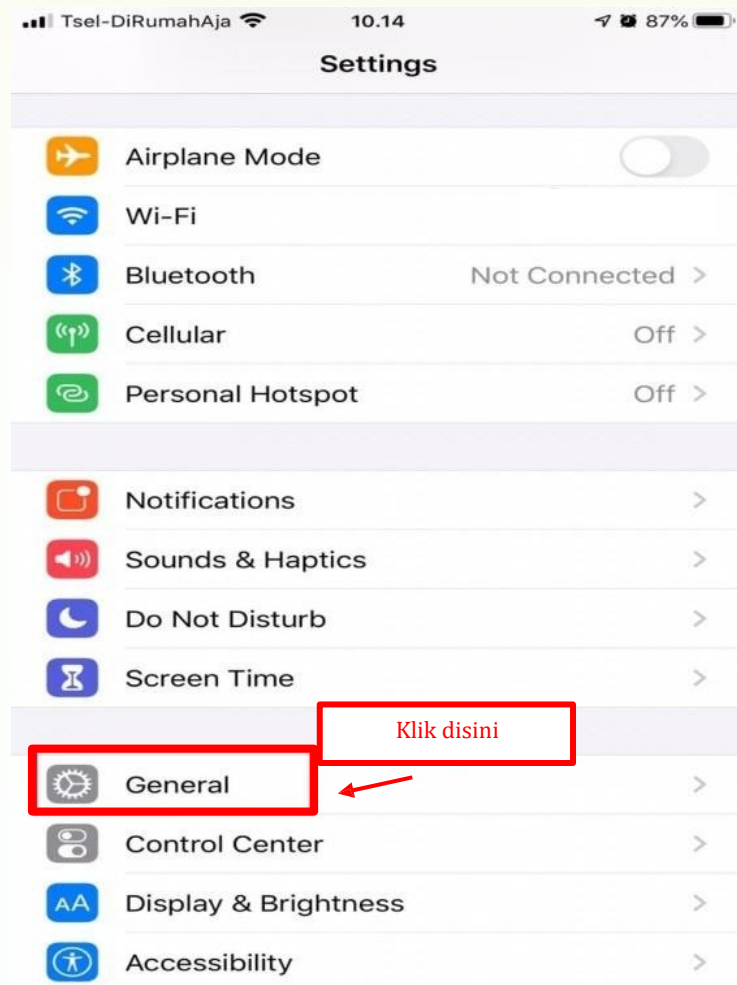 Tsel-DiRumahAja 10.14 87%
Settings
Airplane Mode
Wi-Fi
Bluetooth Not Connected
Cellular Off
Personal Hotspot Off
Notifications
Sounds & Haptics
Do Not Disturb
Screen Time
Klik disini
General
Control Center
AA Display & Brightness
Accessibility